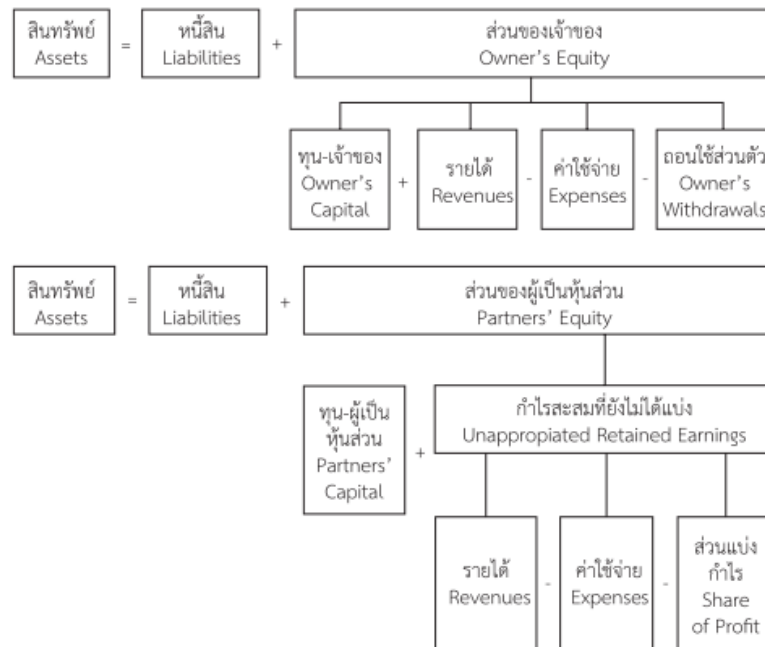 สินทรัพย์
Assets
=
หนี้สิน
Liabilities
+
ส่วนของเจ้าของ
Owner's Equity
ทุน-เจ้าของ
Owner's
Capital
+
รายได้
Revenues
-
ค่าใช้จ่าย
Expenses
-
ถอนใช้ส่วนตัว
Owner's
Withdrawals
สินทรัพย์
Assets
=
หนี้สิน
Liabilities
+
ส่วนของผู้เป็นหุ้นส่วน
Partners' Equity
ทุน-ผู้เป็น
หุ้นส่วน
Partners'
Capital
+
กำไรสะสมที่ยังไม่ได้แบ่ง
Unappropiated Retained Earnings
รายได้
Revenues
-
ค่าใช้จ่าย
Expenses
-
ส่วนแบ่ง
กำไร
Share
of Profit